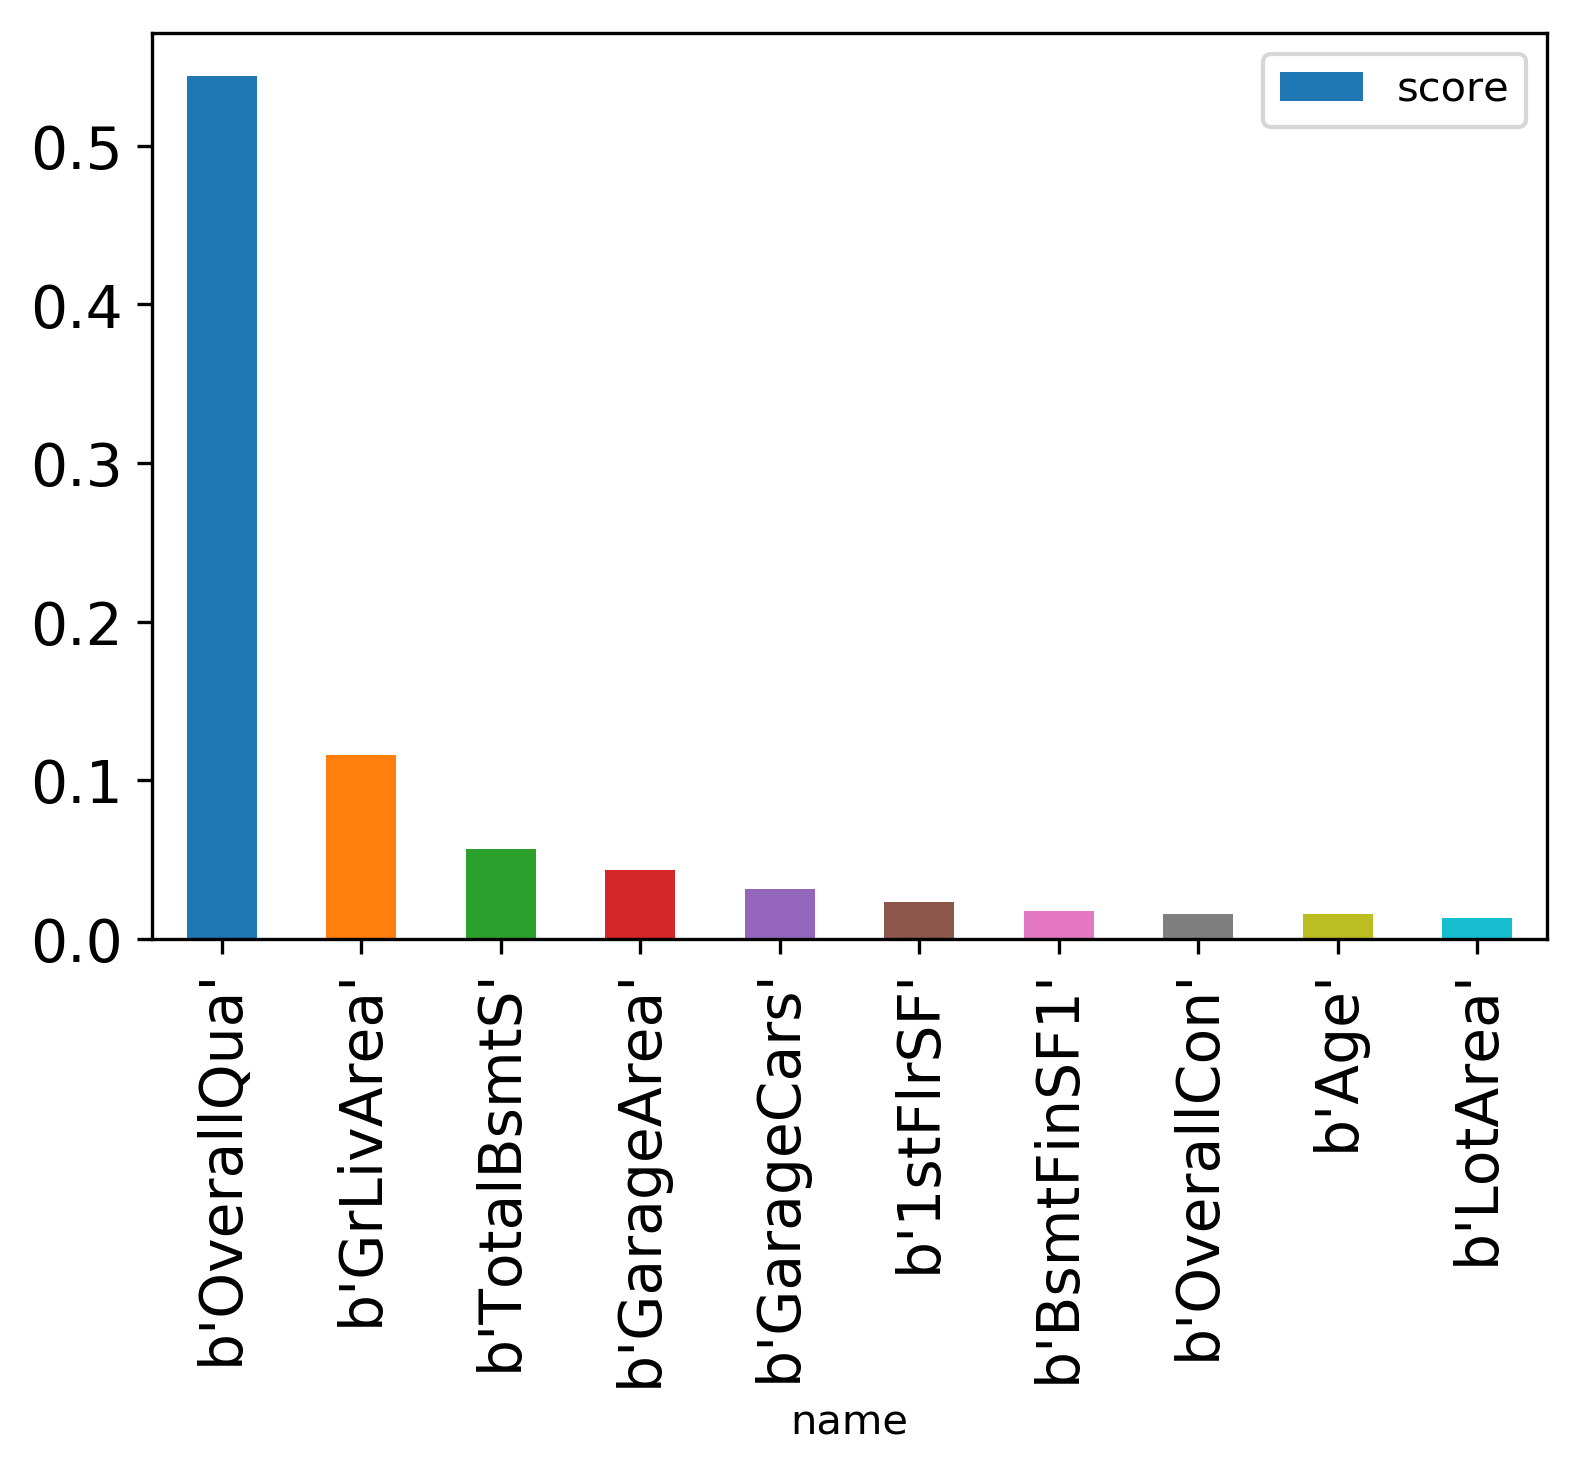 score
0.5
0.4
0.3
0.2
0.1
0.0
b'OverallQua'
b'GrLivArea'
b'TotalBsmtS'
b'GarageArea'
b'GarageCars'
b'1stFlrSF'
b'BsmtFinSF1'
b'OverallCon'
b'Age'
b'LotArea'
name